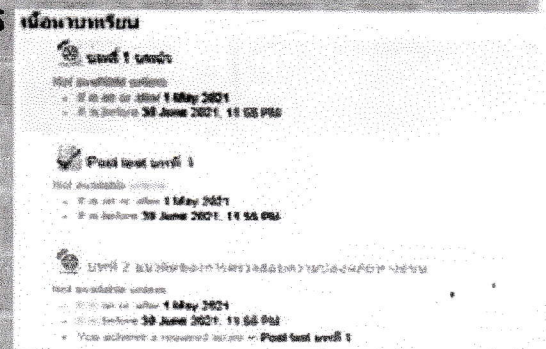 เนื้อหาบทเรียน
บทที่ 1 บทนำ
Not available unless:
It is on or after 1 May 2021
It is before 30 June 2021, 11:55 PM
Post test บทที่ 1
Not available unless:
It is on or after 1 May 2021
It is before 30 June 2021, 11:55 PM
บทที่ 2
Not available unless:
It is on or after 1 May 2021
It is before 30 June 2021, 11:55 PM
You achieve a required score in Post test บทที่ 1